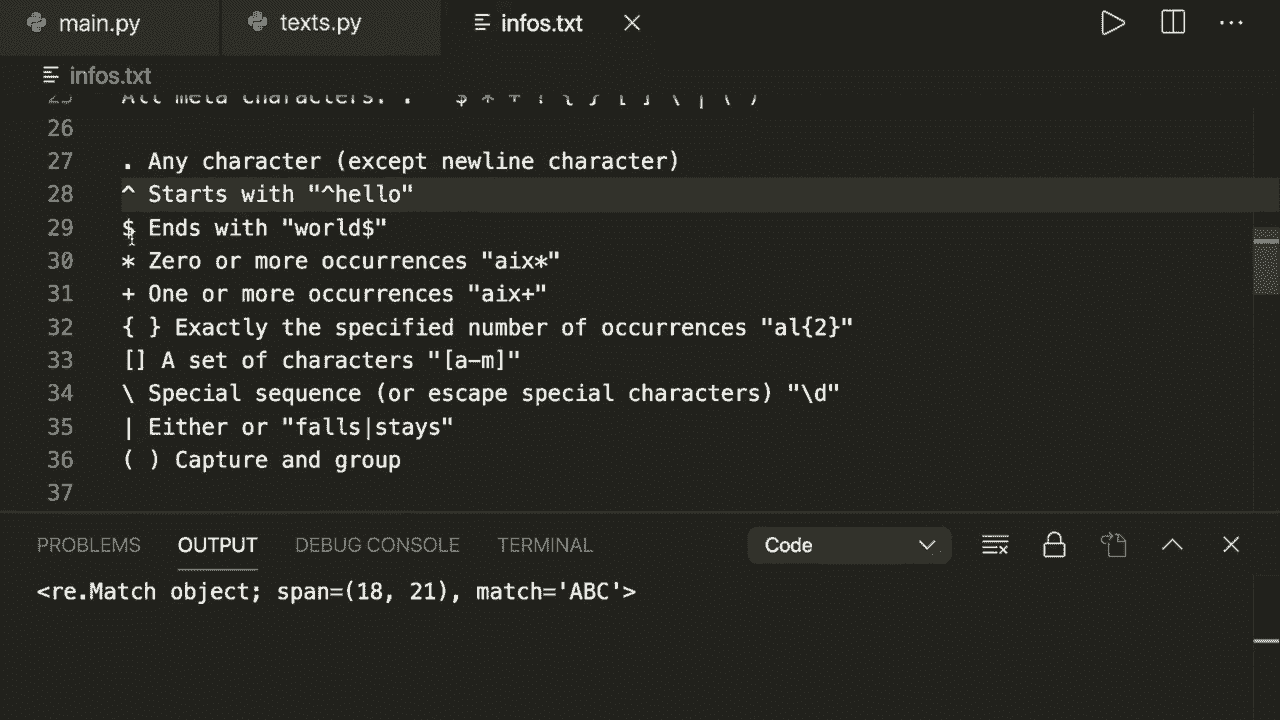 main.py
texts.py
infos.txt
infos.txt
25 All meta characters: . $ * + ? { } [ ] \ | ( )
26
27 . Any character (except newline character)
28 ^ Starts with "^hello"
29 $ Ends with "world$"
30 * Zero or more occurrences "aix*"
31 + One or more occurrences "aix+"
32 { } Exactly the specified number of occurrences "al{2}"
33 [] A set of characters "[a-m]"
34 \ Special sequence (or escape special characters) "\d"
35 | Either or "falls|stays"
36 ( ) Capture and group
37
PROBLEMS OUTPUT DEBUG CONSOLE TERMINAL Code
<re.Match object; span=(18, 21), match='ABC'>